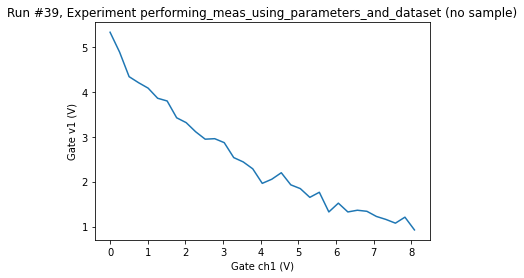 Run #39, Experiment performing_meas_using_parameters_and_dataset (no sample)
5
4
3
2
1
Gate v1 (V)
0 1 2 3 4 5 6 7 8
Gate ch1 (V)